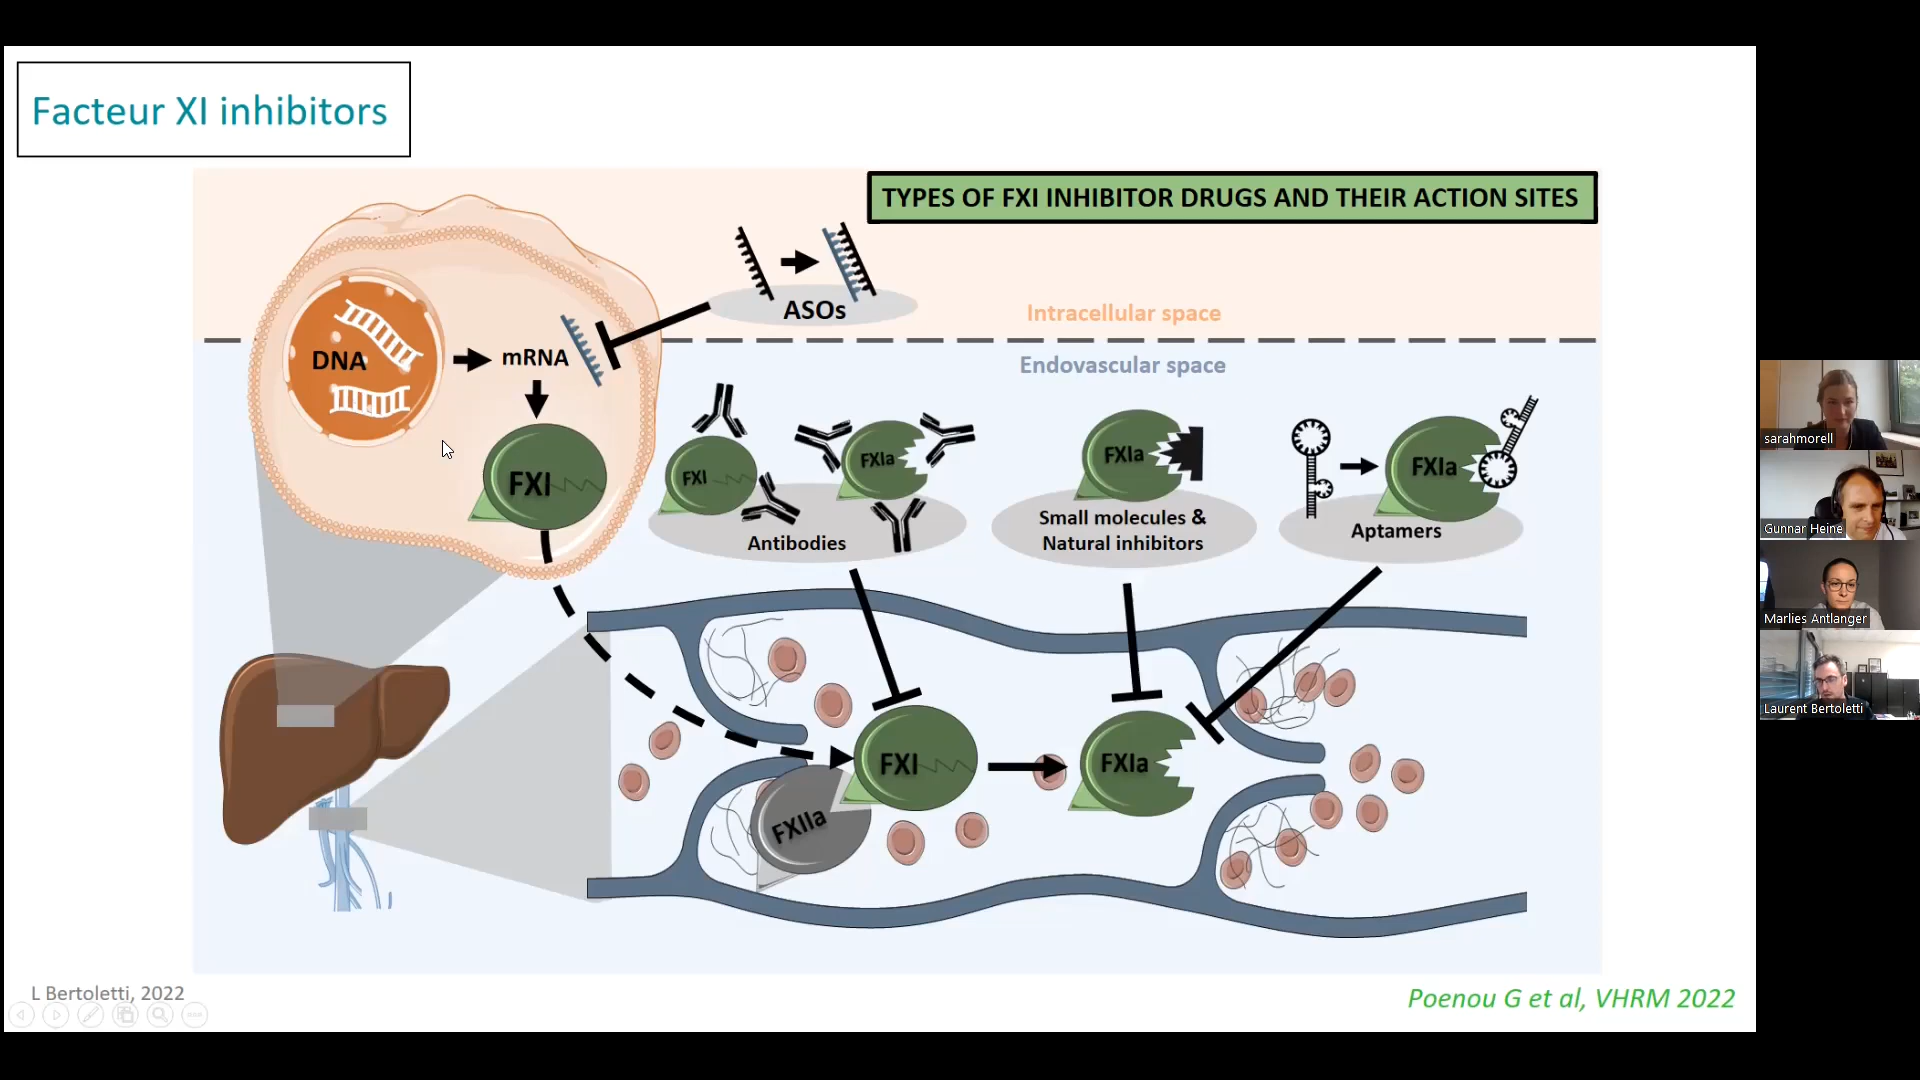 Facteur XI inhibitors
TYPES OF FXI INHIBITOR DRUGS AND THEIR ACTION SITES
ASOs
Intracellular space
Endovascular space
DNA
mRNA
FXI
FXI
FXIa
Antibodies
FXIa
Small molecules &
Natural inhibitors
FXIa
Aptamers
FXI
FXIa
FXIIa
L Bertoletti, 2022
Poenou G et al, VHRM 2022
sarahmorell
Gunnar Heine
Marlies Antlanger
Laurent Bertoletti